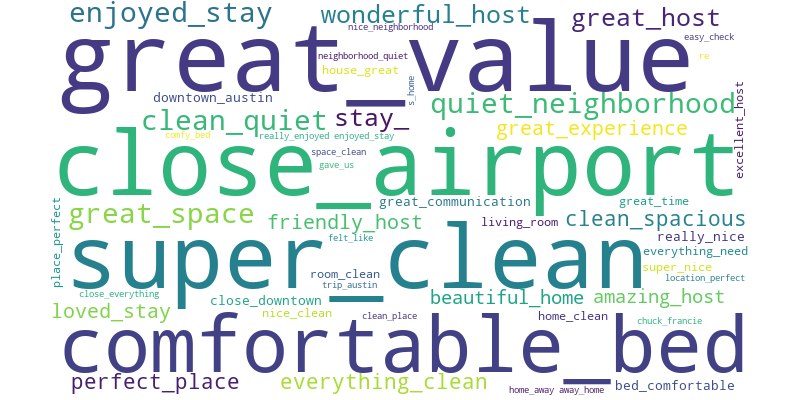 enjoyed_stay
wonderful_host
great_host
nice_neighborhood
easy_check
great_value
neighborhood_quiet
re
house_great
s_home
downtown_austin
quiet_neighborhood
excellent_host
clean_quiet
stay_
great_experience
comfy_bed
really_enjoyed enjoyed_stay
close_airport
space_clean
gave_us
place_perfect
great_communication
great_time
great_space
friendly_host
living_room
clean_spacious
felt_like
really_nice
super_clean
everything_need
room_clean
super_nice
trip_austin
location_perfect
close_everything
close_downtown
beautiful_home
amazing_host
loved_stay
nice_clean
clean_place
home_clean
chuck_francie
comfortable_bed
perfect_place
everything_clean
home_away away_home
bed_comfortable